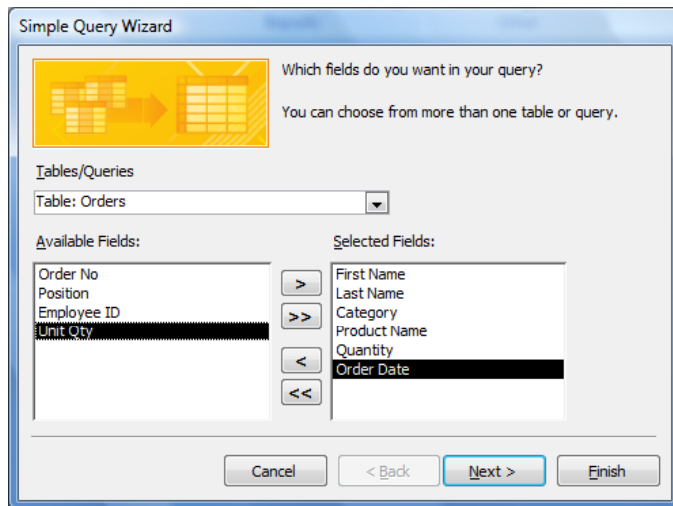 Simple Query Wizard
Which fields do you want in your query?
You can choose from more than one table or query.
Tables/Queries
Table: Orders
Available Fields:
Order No
Position
Employee ID
Unit Qty
>
>>
<
<<
Selected Fields:
First Name
Last Name
Category
Product Name
Quantity
Order Date
Cancel
< Back
Next >
Finish